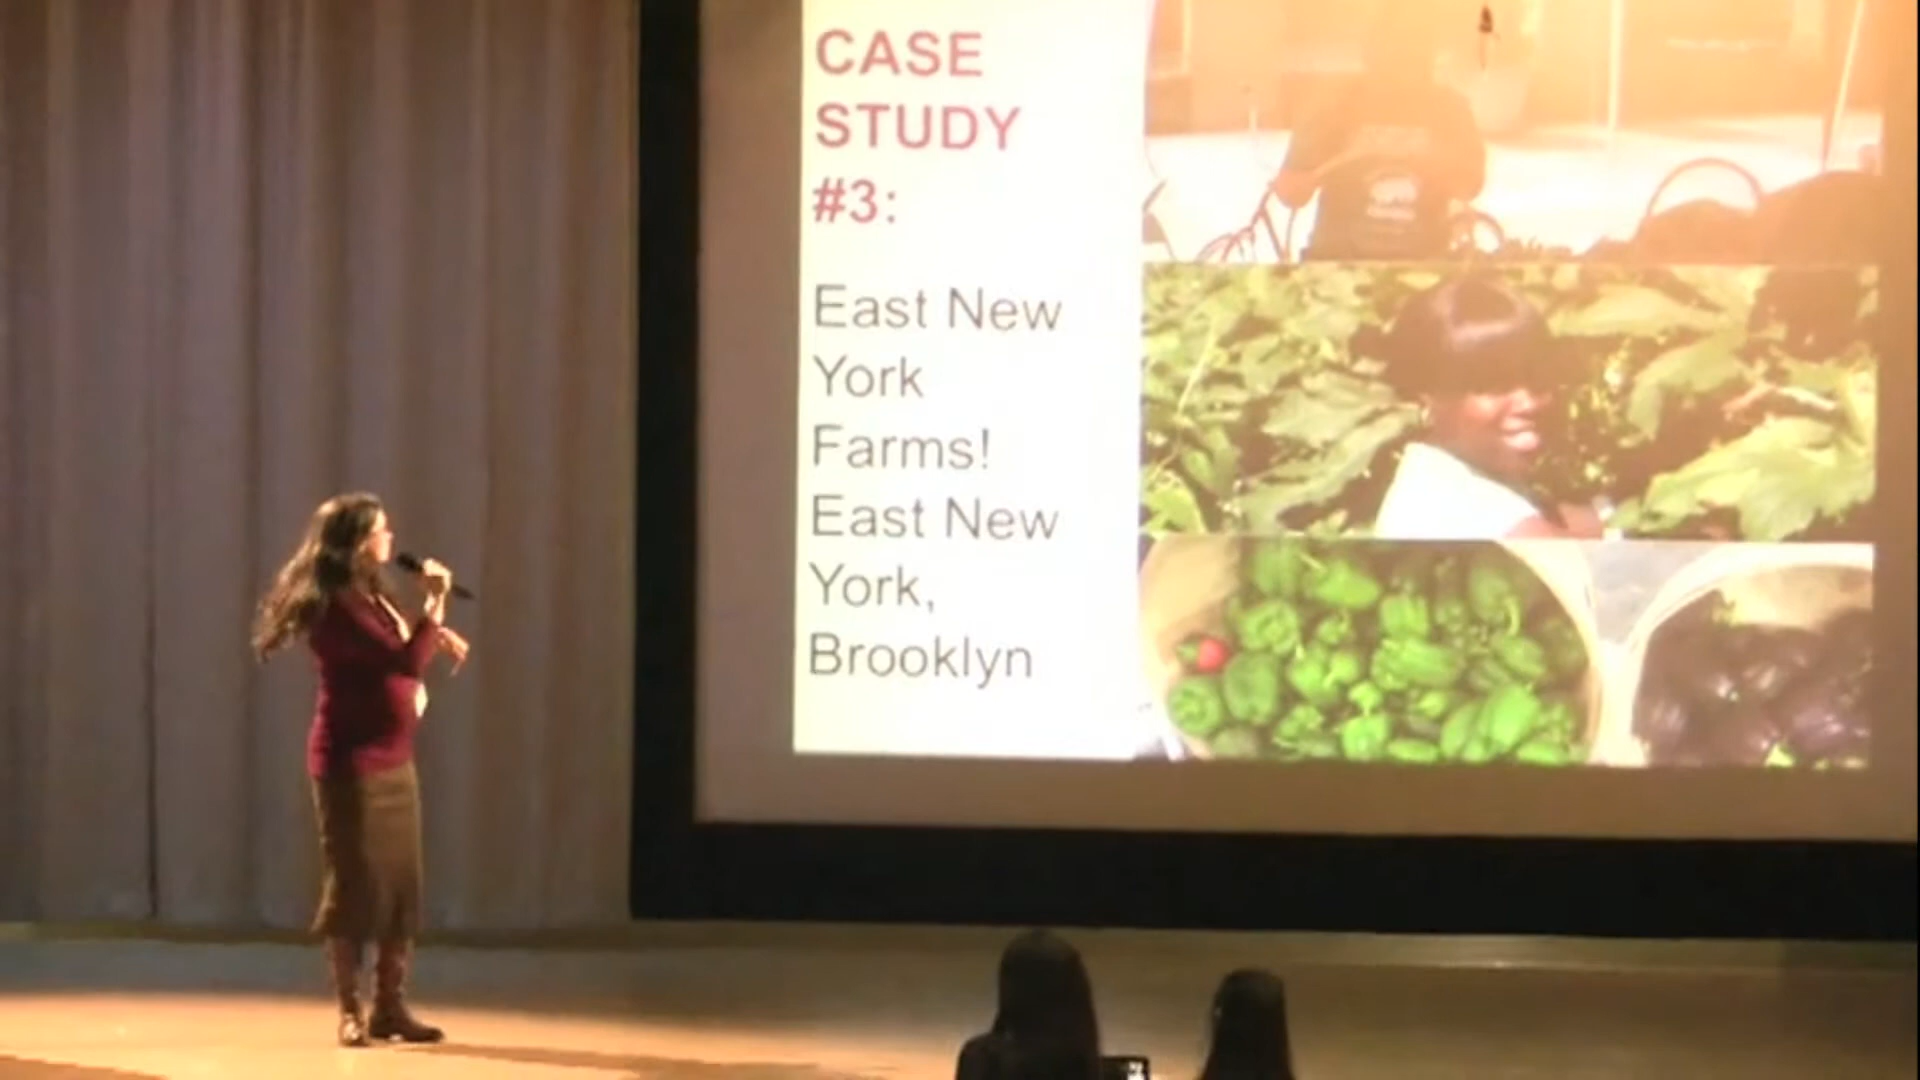 CASE
STUDY
#3:
East New
York
Farms!
East New
York,
Brooklyn